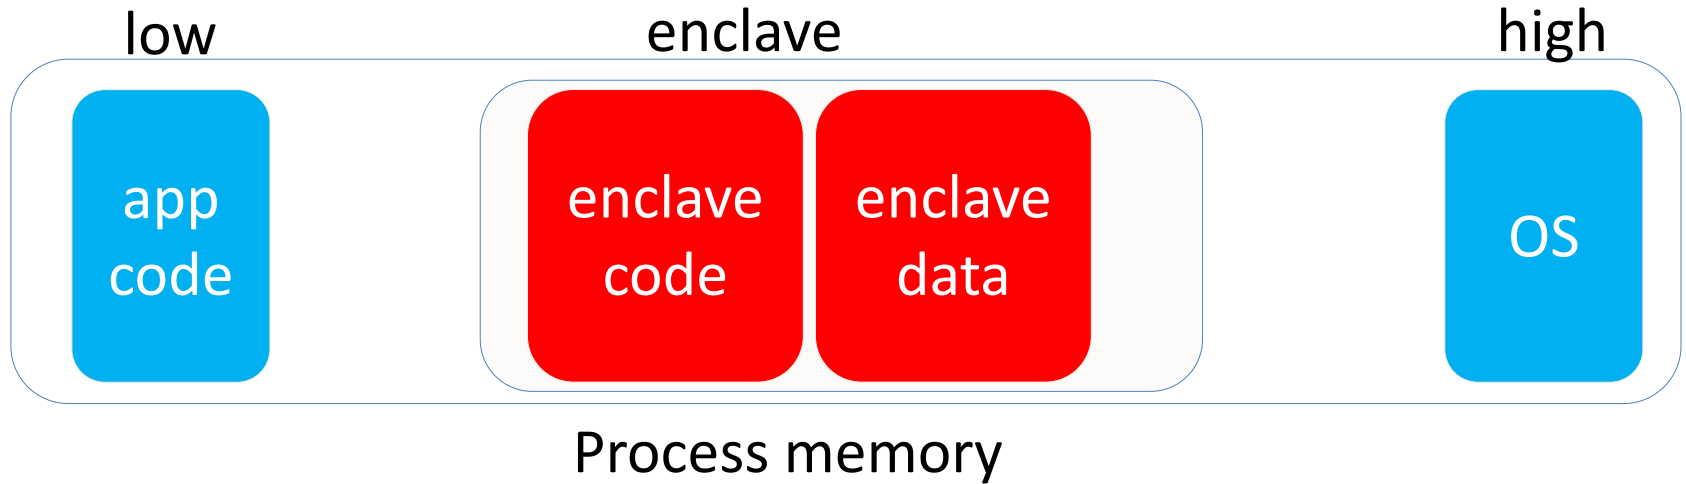 low
enclave
high
app
code
enclave
code
enclave
data
OS
Process memory